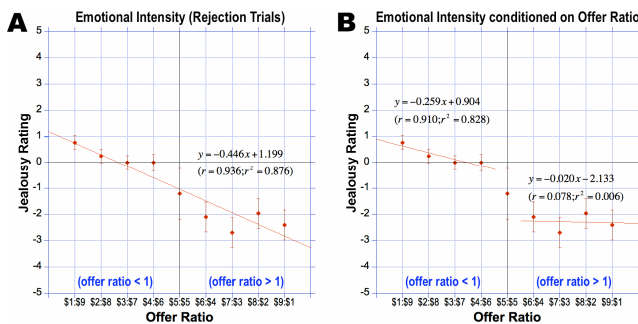 A
Emotional Intensity (Rejection Trials)
Jealousy Rating
5
4
3
2
1
0
-1
-2
-3
-4
-5
y = −0.446x + 1.199
(r = 0.936; r² = 0.876)
(offer ratio < 1) (offer ratio > 1)
$1:$9 $2:$8 $3:$7 $4:$6 $5:$5 $6:$4 $7:$3 $8:$2 $9:$1
Offer Ratio
B
Emotional Intensity conditioned on Offer Ratio
Jealousy Rating
5
4
3
2
1
0
-1
-2
-3
-4
-5
y = −0.259x + 0.904
(r = 0.910; r² = 0.828)
y = −0.020x − 2.133
(r = 0.078; r² = 0.006)
(offer ratio < 1) (offer ratio > 1)
$1:$9 $2:$8 $3:$7 $4:$6 $5:$5 $6:$4 $7:$3 $8:$2 $9:$1
Offer Ratio